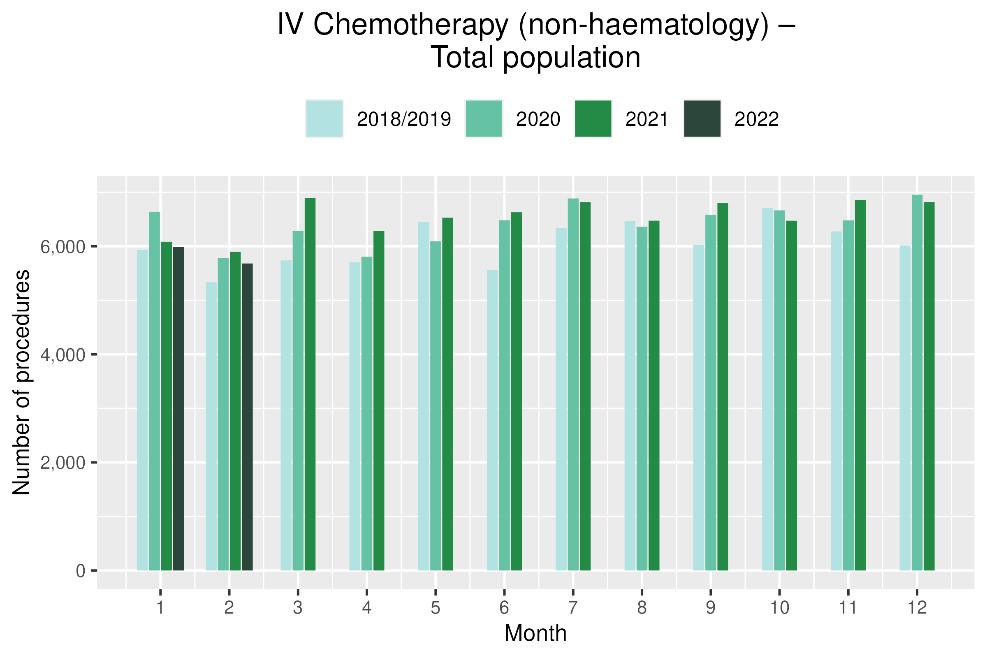 IV Chemotherapy (non-haematology) –
Total population
2018/2019 2020 2021 2022
Number of procedures
6,000
4,000
2,000
0
1 2 3 4 5 6 7 8 9 10 11 12
Month